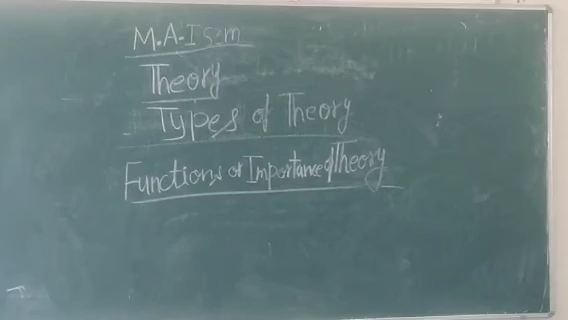 M.A-I sem
Theory
Types of Theory
Functions or Importance of Theory